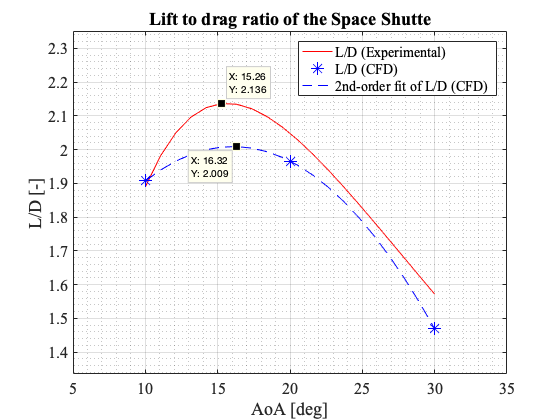 Lift to drag ratio of the Space Shutte
L/D (Experimental)
L/D (CFD)
2nd-order fit of L/D (CFD)
X: 15.26
Y: 2.136
X: 16.32
Y: 2.009
L/D [-]
2.3
2.2
2.1
2
1.9
1.8
1.7
1.6
1.5
1.4
5 10 15 20 25 30 35
AoA [deg]